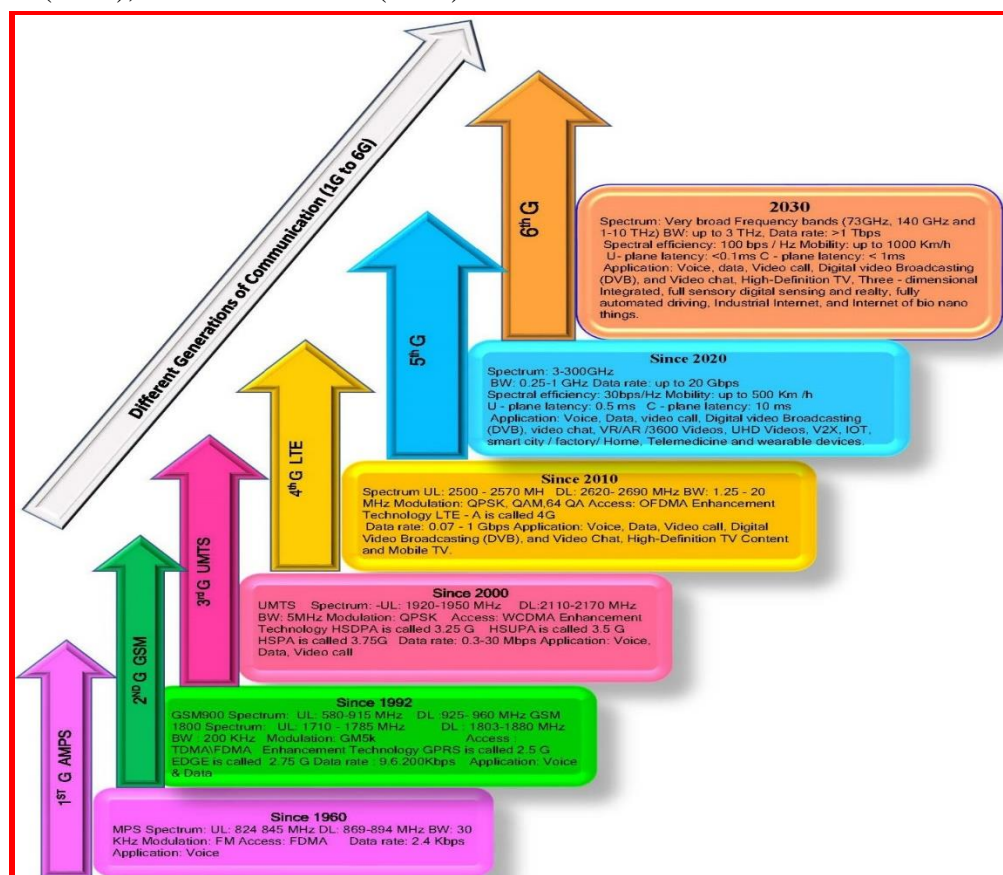 Different Generations of Communication (1G to 6G)
6th G
2030
Spectrum: Very broad Frequency bands (73GHz, 140 GHz and
1-10 THz) BW: up to 3 THz, Data rate: >1 Tbps
Spectral efficiency: 100 bps / Hz Mobility: up to 1000 Km/h
U- plane latency: <0.1ms C - plane latency: < 1ms
Application: Voice, data, Video call, Digital video Broadcasting
(DVB), and Video chat, High-Definition TV, Three - dimensional
Integrated, full sensory digital sensing and realty, fully
automated driving, Industrial Internet, and Internet of bio nano
things.
5th G
Since 2020
Spectrum: 3-300GHz
BW: 0.25-1 GHz Data rate: up to 20 Gbps
Spectral efficiency: 30bps/Hz Mobility: up to 500 Km /h
U - plane latency: 0.5 ms C - plane latency: 10 ms
Application: Voice, Data, video call, Digital video Broadcasting
(DVB), video chat, VR/AR /3600 Videos, UHD Videos, V2X, IOT,
smart city / factory/ Home, Telemedicine and wearable devices.
4th G LTE
Since 2010
Spectrum UL: 2500 - 2570 MH DL: 2620- 2690 MHz BW: 1.25 - 20
MHz Modulation: QPSK, QAM,64 QA Access: OFDMA Enhancement
Technology LTE - A is called 4G
Data rate: 0.07 - 1 Gbps Application: Voice, Data, Video call, Digital
Video Broadcasting (DVB), and Video Chat, High-Definition TV Content
and Mobile TV.
3rd G UMTS
Since 2000
UMTS Spectrum: -UL: 1920-1950 MHz DL:2110-2170 MHz
BW: 5MHz Modulation: QPSK Access: WCDMA Enhancement
Technology HSDPA is called 3.25 G HSUPA is called 3.5 G
HSPA is called 3.75G Data rate: 0.3-30 Mbps Application: Voice,
Data, Video call
2ND G GSM
Since 1992
GSM900 Spectrum: UL: 580-915 MHz DL :925- 960 MHz GSM
1800 Spectrum: UL: 1710 - 1785 MHz DL : 1803-1880 MHz
BW : 200 KHz Modulation: GM5k Access :
TDMA\FDMA Enhancement Technology GPRS is called 2.5 G
EDGE is called 2.75 G Data rate : 9.6.200Kbps Application: Voice
& Data
1ST G AMPS
Since 1960
MPS Spectrum: UL: 824 845 MHz DL: 869-894 MHz BW: 30
KHz Modulation: FM Access: FDMA Data rate: 2.4 Kbps
Application: Voice